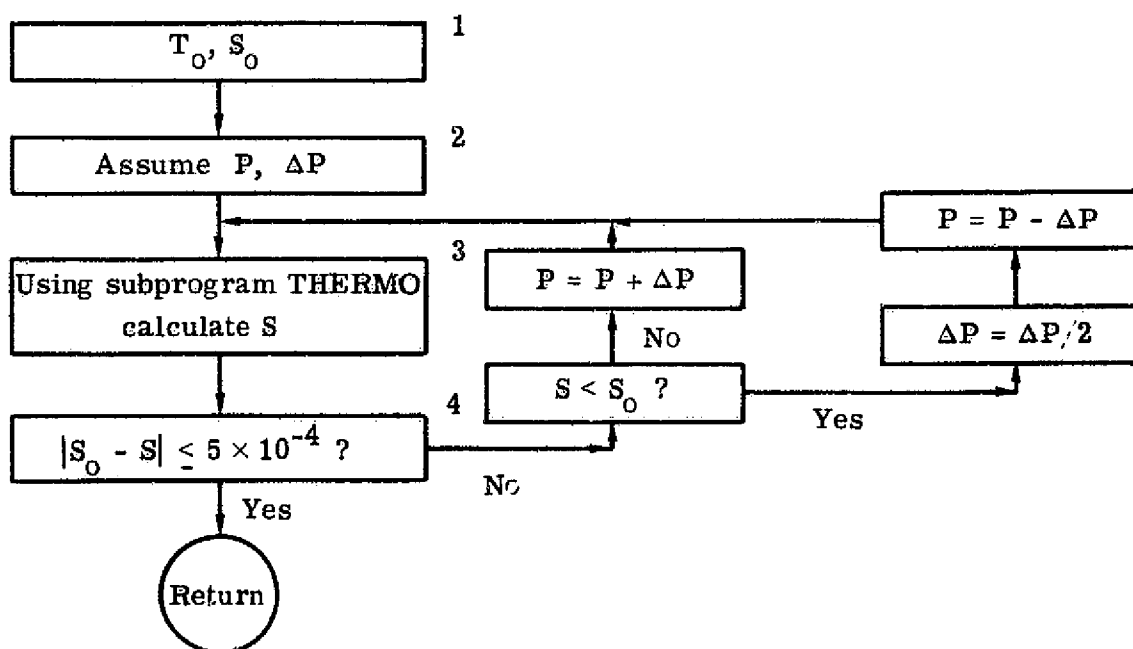 1
T₀, S₀
2
Assume P, ΔP
P = P - ΔP
3
Using subprogram THERMO
calculate S
P = P + ΔP
No
ΔP = ΔP/2
4
S < S₀ ?
Yes
|S₀ - S| ≤ 5 × 10⁻⁴ ?
No
Yes
Return